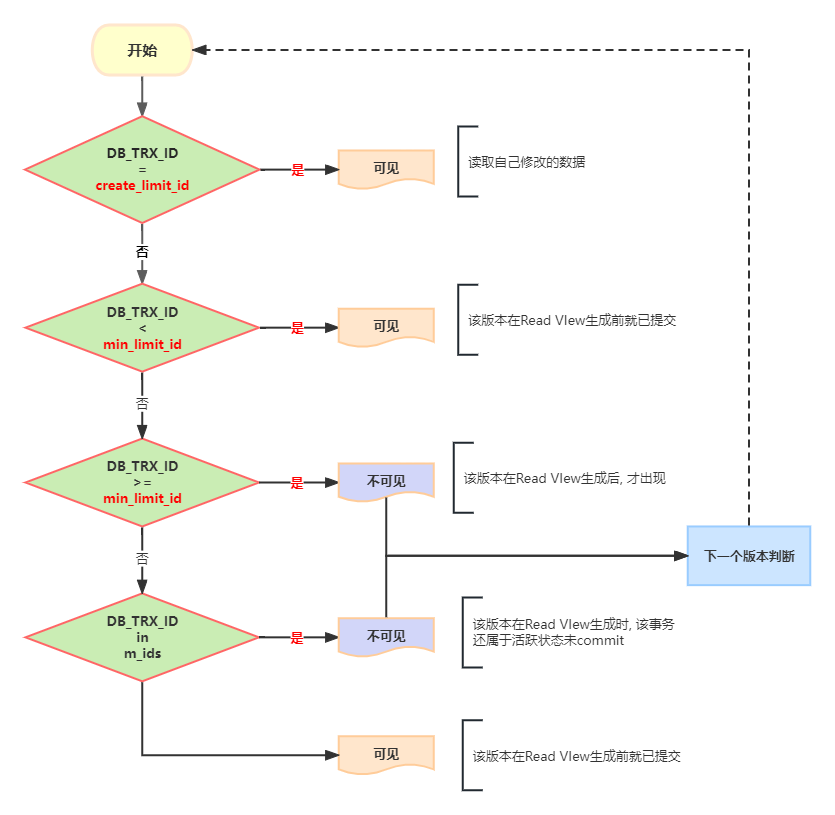 开始
DB_TRX_ID
=
create_limit_id
是
可见
读取自己修改的数据
否
DB_TRX_ID
<
min_limit_id
是
可见
该版本在Read VIew生成前就已提交
否
DB_TRX_ID
>=
min_limit_id
是
不可见
该版本在Read VIew生成后, 才出现
否
下一个版本判断
DB_TRX_ID
in
m_ids
是
不可见
该版本在Read VIew生成时, 该事务
还属于活跃状态未commit
可见
该版本在Read VIew生成前就已提交